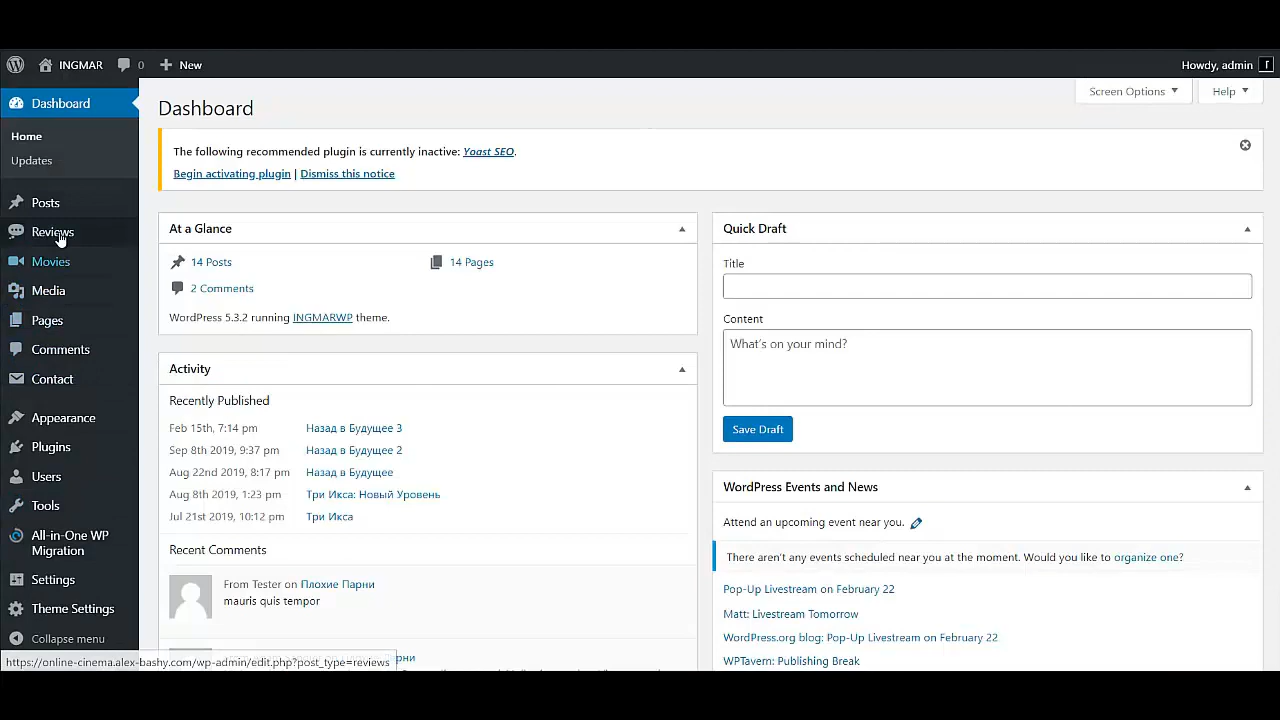 INGMAR 0 New Howdy, admin
Dashboard
Home
Updates
Posts
Reviews
Movies
Media
Pages
Comments
Contact
Appearance
Plugins
Users
Tools
All-in-One WP
Migration
Settings
Theme Settings
Collapse menu
Screen Options Help
Dashboard
The following recommended plugin is currently inactive: Yoast SEO.
Begin activating plugin | Dismiss this notice
At a Glance
14 Posts 14 Pages
2 Comments
WordPress 5.3.2 running INGMARWP theme.
Activity
Recently Published
Feb 15th, 7:14 pm Назад в Будущее 3
Sep 8th 2019, 9:37 pm Назад в Будущее 2
Aug 22nd 2019, 8:17 pm Назад в Будущее
Aug 8th 2019, 1:23 pm Три Икса: Новый Уровень
Jul 21st 2019, 10:12 pm Три Икса
Recent Comments
From Tester on Плохие Парни
mauris quis tempor
Quick Draft
Title
Content
What's on your mind?
Save Draft
WordPress Events and News
Attend an upcoming event near you.
There aren't any events scheduled near you at the moment. Would you like to organize one?
Pop-Up Livestream on February 22
Matt: Livestream Tomorrow
WordPress.org blog: Pop-Up Livestream on February 22
WPTavern: Publishing Break
https://online-cinema.alex-bashy.com/wp-admin/edit.php?post_type=reviews